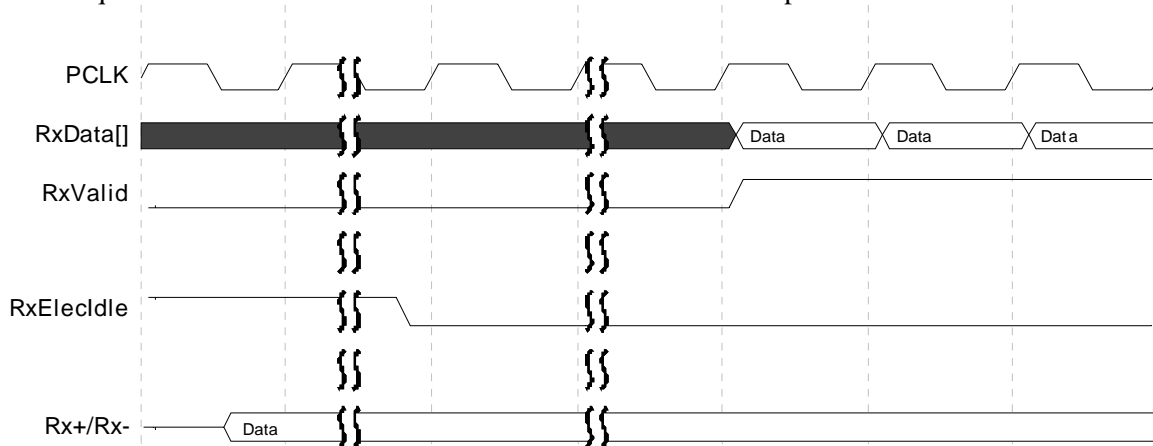 PCLK
RxData[] Data Data Data
RxValid
RxElecIdle
Rx+/Rx- Data